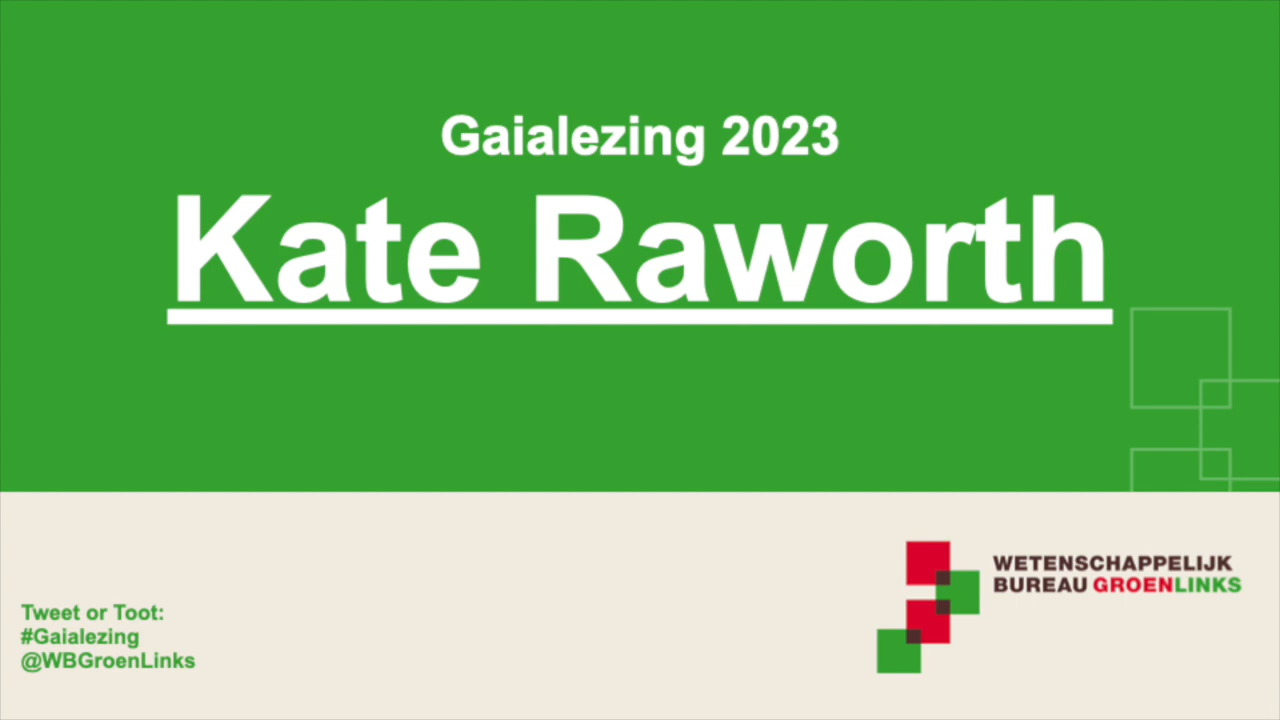 Gaialezing 2023
Kate Raworth
WETENSCHAPPELIJK
BUREAU GROENLINKS
Tweet or Toot:
#Gaialezing
@WBGroenLinks